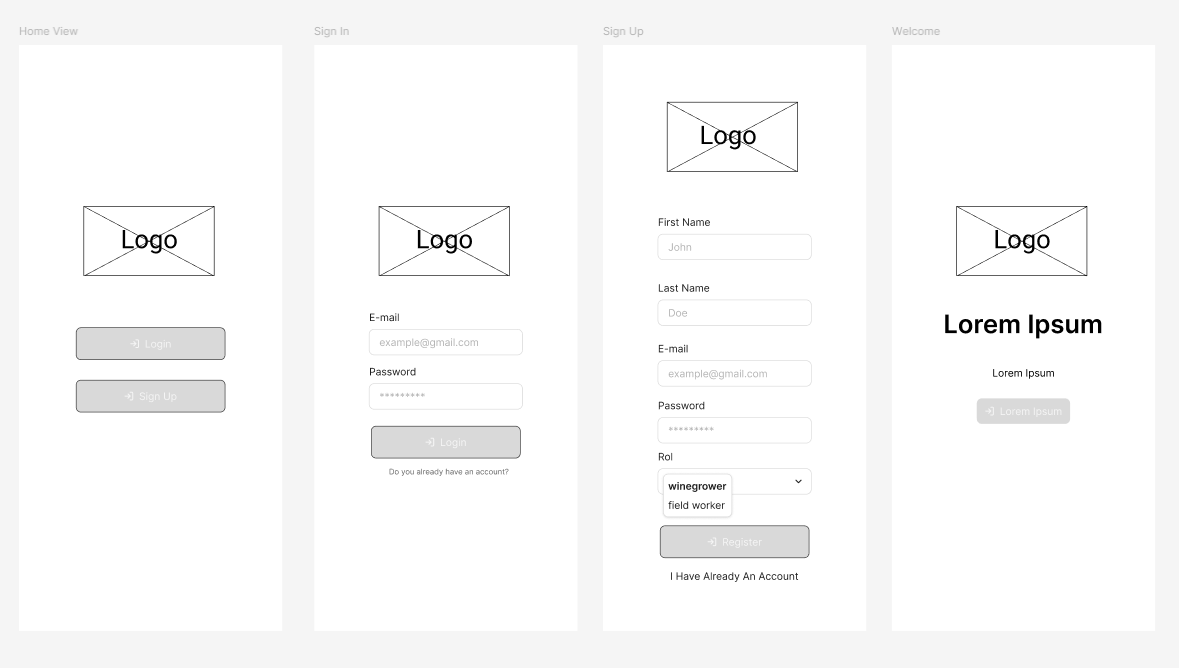 Home View
Logo
Login
Sign Up
Sign In
Logo
E-mail
example@gmail.com
Password
*********
Login
Do you already have an account?
Sign Up
Logo
First Name
John
Last Name
Doe
E-mail
example@gmail.com
Password
*********
Rol
winegrower
field worker
Register
I Have Already An Account
Welcome
Logo
Lorem Ipsum
Lorem Ipsum
Lorem Ipsum